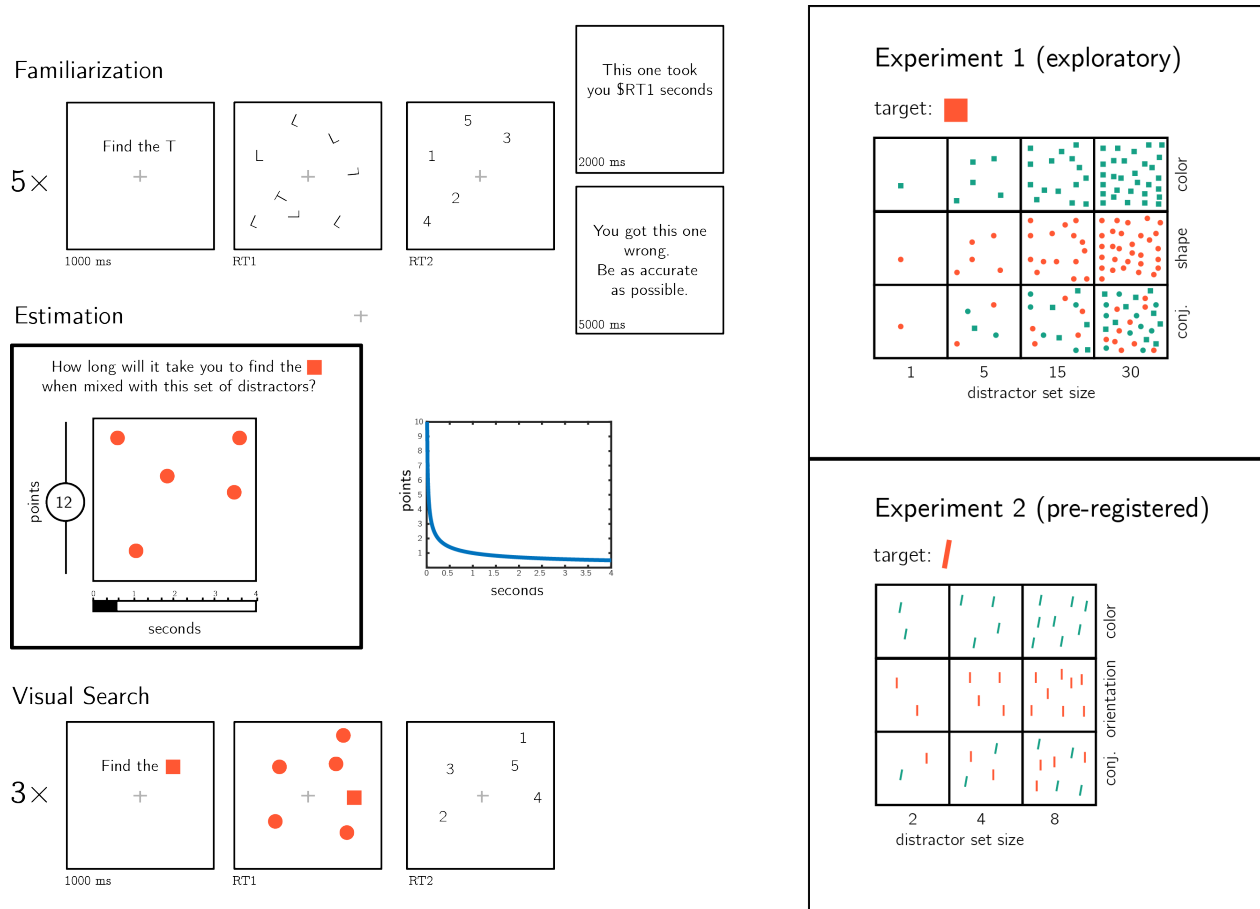 Familiarization
5×
Find the T
1000 ms
RT1
5
3
1
2
4
RT2
This one took
you $RT1 seconds
2000 ms
You got this one
wrong.
Be as accurate
as possible.
5000 ms
Estimation
How long will it take you to find the
when mixed with this set of distractors?
points
12
0 1 2 3 4
seconds
points
10
9
8
7
6
5
4
3
2
1
0 0.5 1 1.5 2 2.5 3 3.5 4
seconds
Visual Search
3×
Find the
1000 ms
RT1
1
3
5
4
2
RT2
Experiment 1 (exploratory)
target:
color
shape
conj.
1 5 15 30
distractor set size
Experiment 2 (pre-registered)
target:
color
orientation
conj.
2 4 8
distractor set size